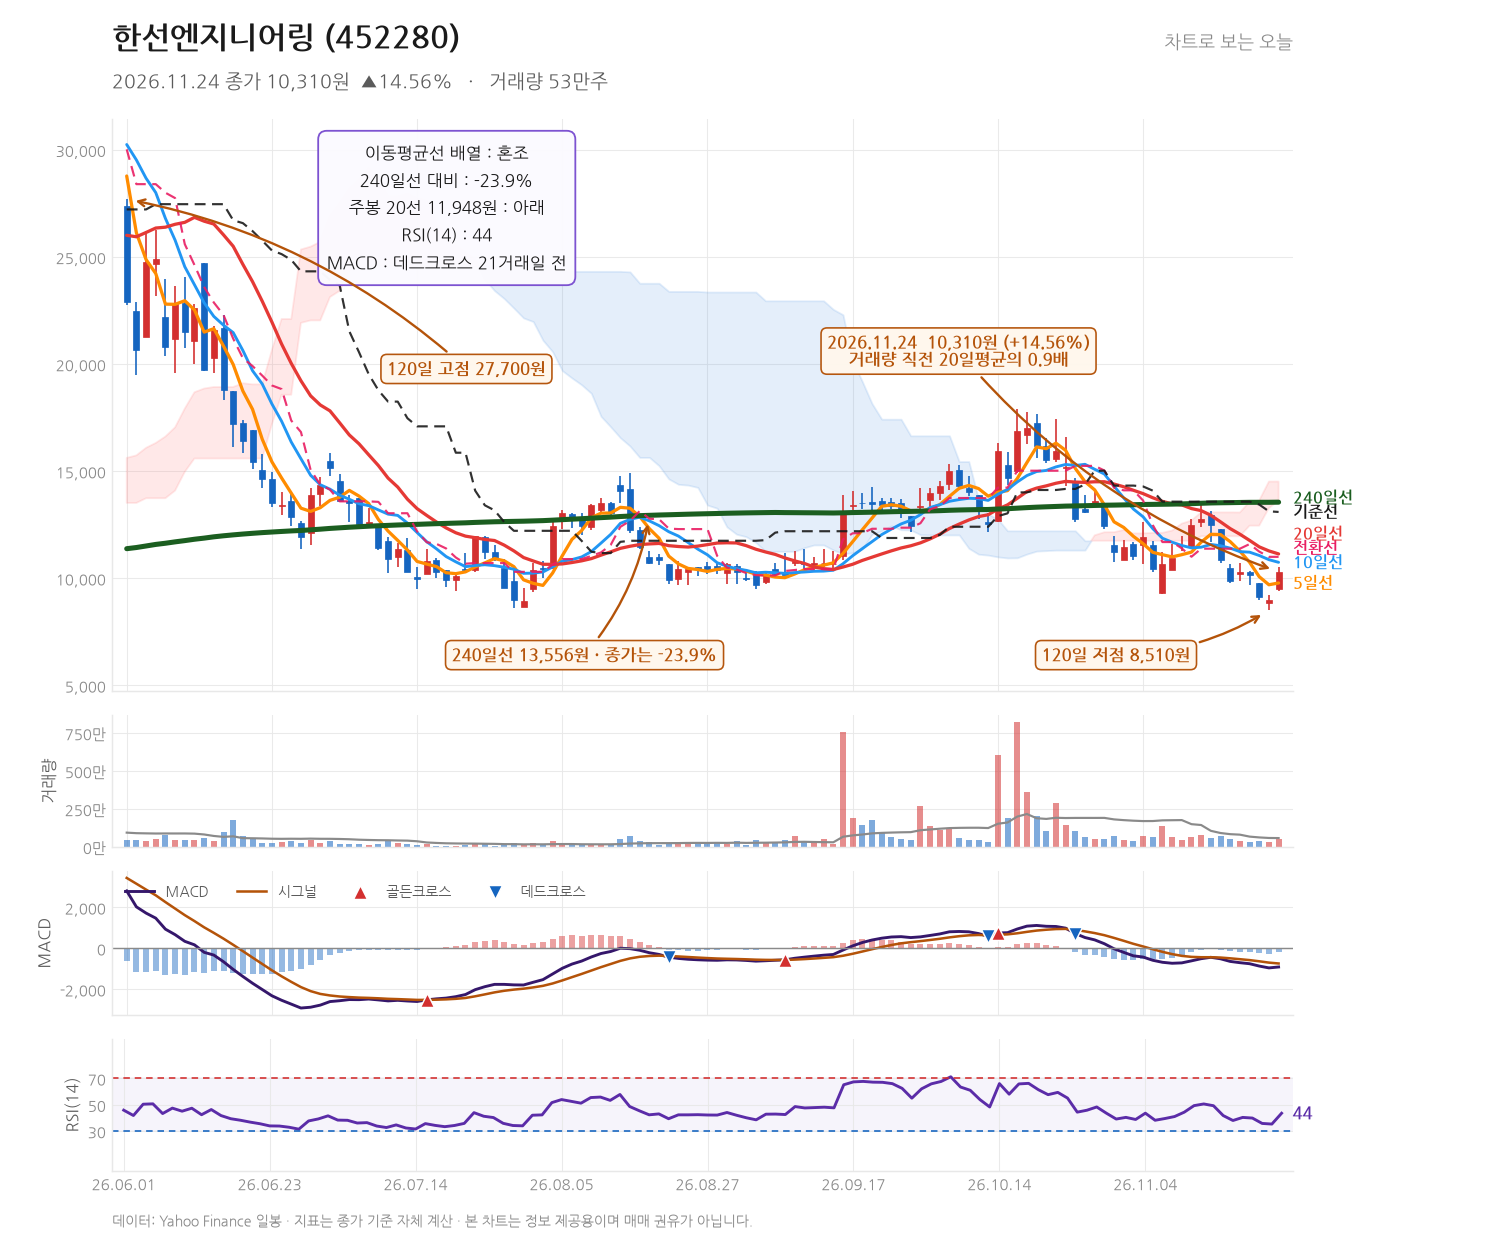 한선엔지니어링 (452280)
차트로 보는 오늘
2026.11.24 종가 10,310원 ▲14.56% · 거래량 53만주
30,000
25,000
20,000
15,000
10,000
5,000
이동평균선 배열 : 혼조
240일선 대비 : -23.9%
주봉 20선 11,948원 : 아래
RSI(14) : 44
MACD : 데드크로스 21거래일 전
120일 고점 27,700원
2026.11.24 10,310원 (+14.56%)
거래량 직전 20일평균의 0.9배
240일선 13,556원 · 종가는 -23.9%
120일 저점 8,510원
240일선
기준선
20일선
전환선
10일선
5일선
거래량
750만
500만
250만
0만
MACD
MACD 시그널 골든크로스 데드크로스
2,000
0
-2,000
RSI(14)
70
50
30
44
26.06.01 26.06.23 26.07.14 26.08.05 26.08.27 26.09.17 26.10.14 26.11.04
데이터: Yahoo Finance 일봉 · 지표는 종가 기준 자체 계산 · 본 차트는 정보 제공용이며 매매 권유가 아닙니다.